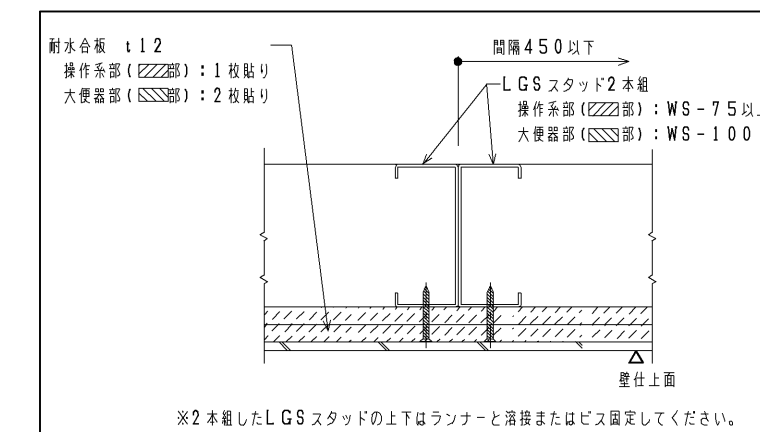 耐水合板 t12
操作系部(部):1枚貼り
大便器部(部):2枚貼り
間隔450以下
LGSスタッド2本組
操作系部(部):WS-75以
大便器部(部):WS-100
壁仕上面
※2本組したLGSスタッドの上下はランナーと溶接またはビス固定してください。